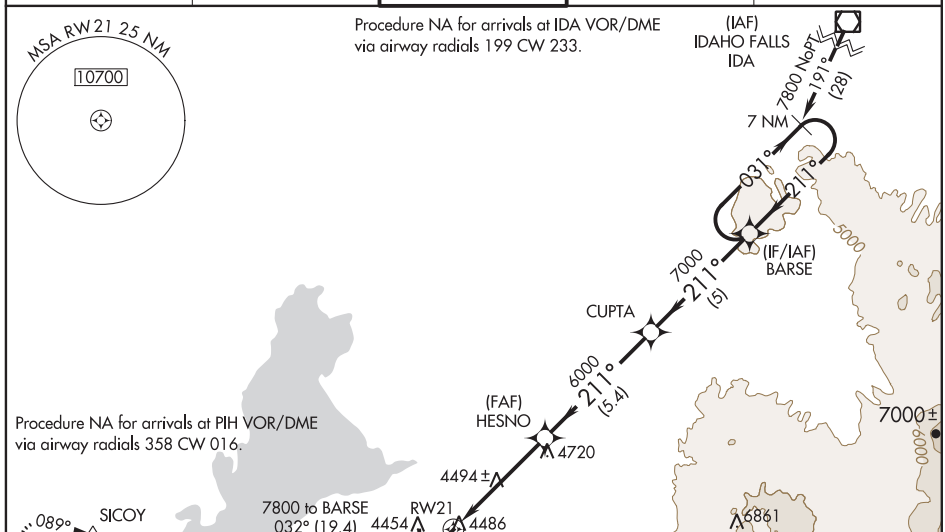 Procedure NA for arrivals at IDA VOR/DME
via airway radials 199 CW 233.
(IAF)
IDAHO FALLS
IDA
MSA RW 21 25 NM
10700
7800 NoPT
191°
(28)
7 NM
031°
211°
5000
(IF/IAF)
BARSE
7000
211°
(5)
CUPTA
6000
211°
(5.4)
(FAF)
HESNO
4720
7000±
6000
Procedure NA for arrivals at PIH VOR/DME
via airway radials 358 CW 016.
4494±
089°
SICOY
7800 to BARSE
032° (19.4)
RW21
4454
4486
6861